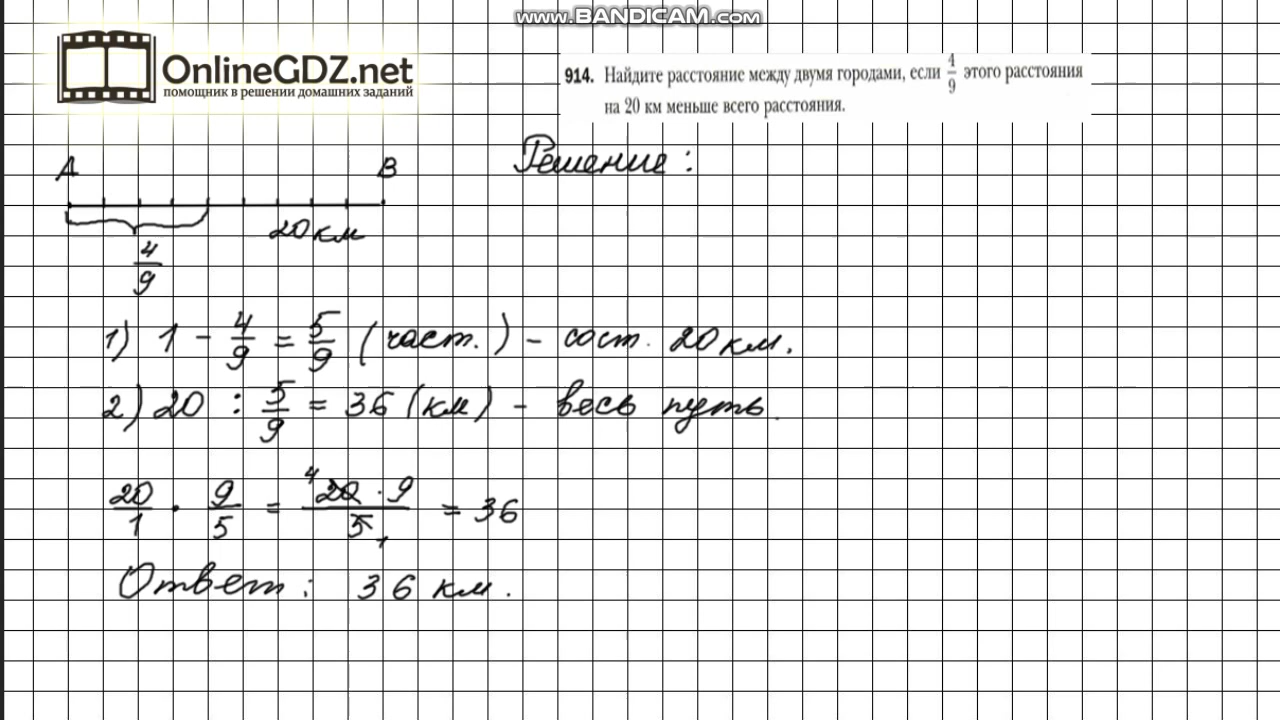 www.BANDICAM.com
OnlineGDZ.net
помощник в решении домашних заданий
914. Найдите расстояние между двумя городами, если 4/9 этого расстояния
на 20 км меньше всего расстояния.
Решение:
A B
20 км
4/9
1) 1 - 4/9 = 5/9 (част.) - сост. 20 км.
2) 20 : 5/9 = 36 (км) - весь путь.
20/1 · 9/5 = ⁴20 · 9/5₁ = 36
Ответ: 36 км.